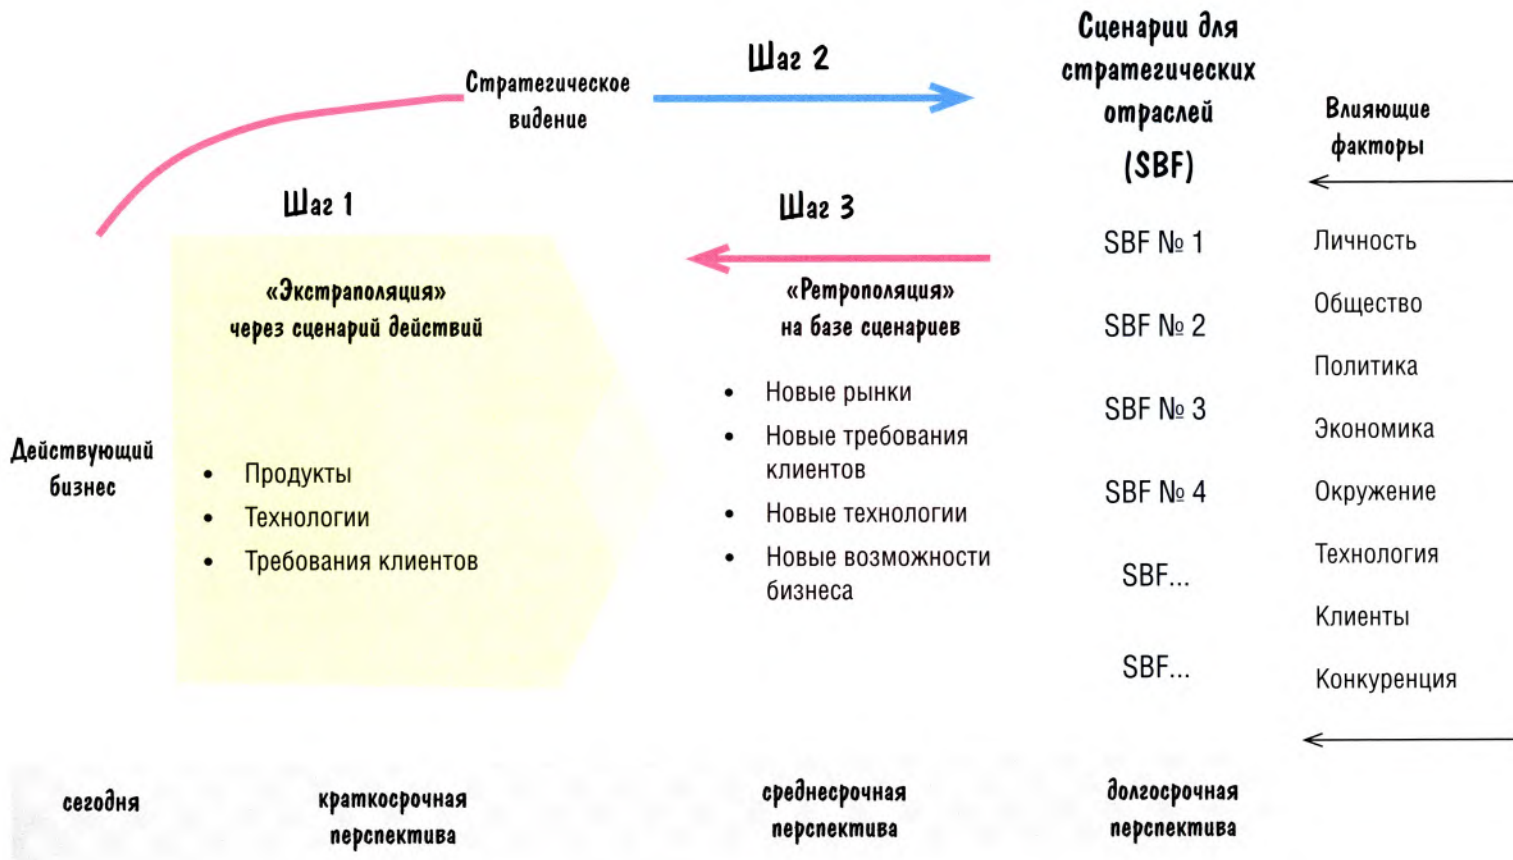 Стратегическое
видение
Шаг 2
Сценарии для
стратегических
отраслей
(SBF)
Влияющие
факторы
Шаг 1
«Экстраполяция»
через сценарий действий
Действующий
бизнес
• Продукты
• Технологии
• Требования клиентов
Шаг 3
«Ретрополяция»
на базе сценариев
• Новые рынки
• Новые требования
клиентов
• Новые технологии
• Новые возможности
бизнеса
SBF № 1
SBF № 2
SBF № 3
SBF № 4
SBF...
SBF...
Личность
Общество
Политика
Экономика
Окружение
Технология
Клиенты
Конкуренция
сегодня
краткосрочная
перспектива
среднесрочная
перспектива
долгосрочная
перспектива